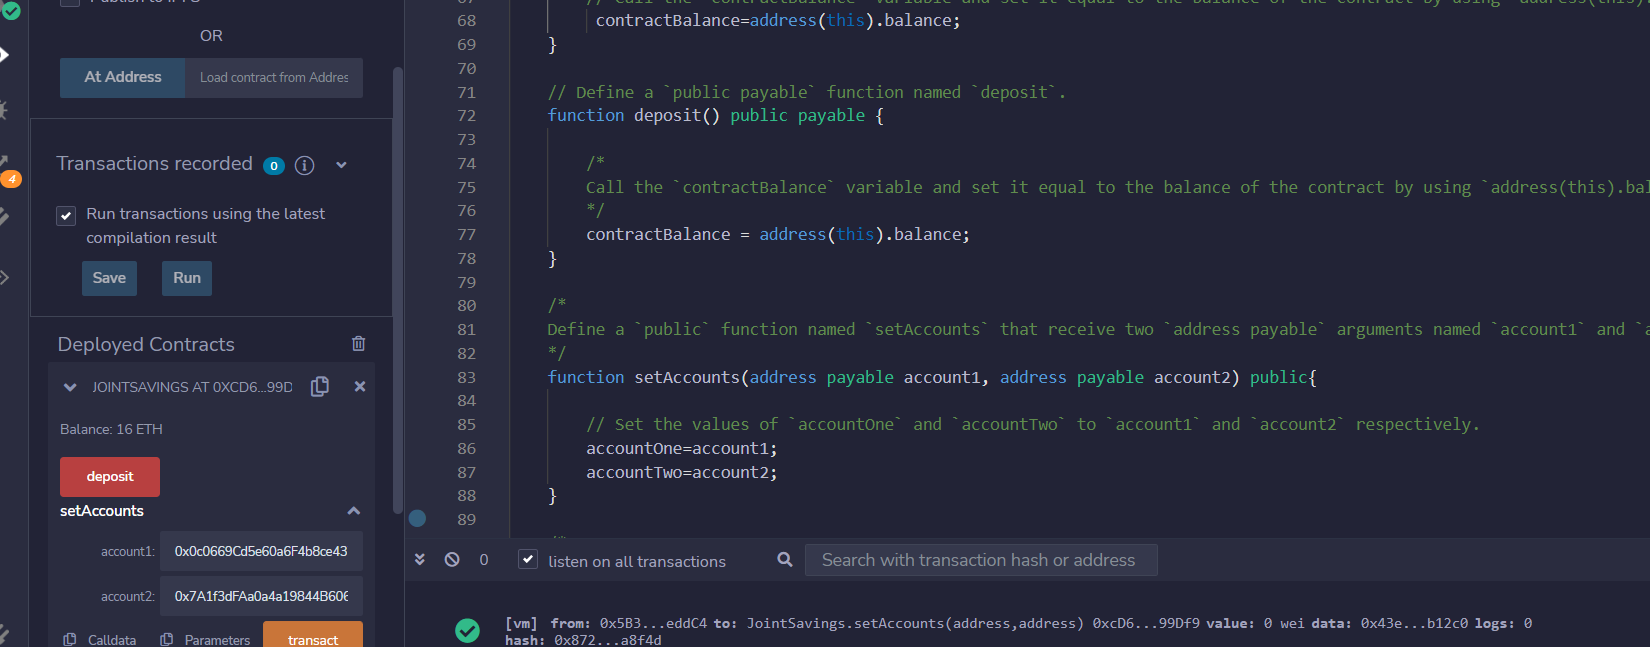 OR
At Address
Load contract from Addres
Transactions recorded 0
4
Run transactions using the latest
compilation result
Save
Run
Deployed Contracts
JOINTSAVINGS AT 0XCD6...99D
Balance: 16 ETH
deposit
setAccounts
account1: 0x0c0669Cd5e60a6F4b8ce43
account2: 0x7A1f3dFAa0a4a19844B606
Calldata
Parameters
transact
68 contractBalance=address(this).balance;
69 }
70
71 // Define a `public payable` function named `deposit`.
72 function deposit() public payable {
73
74 /*
75 Call the `contractBalance` variable and set it equal to the balance of the contract by using `address(this).bal
76 */
77 contractBalance = address(this).balance;
78 }
79
80 /*
81 Define a `public` function named `setAccounts` that receive two `address payable` arguments named `account1` and `a
82 */
83 function setAccounts(address payable account1, address payable account2) public{
84
85 // Set the values of `accountOne` and `accountTwo` to `account1` and `account2` respectively.
86 accountOne=account1;
87 accountTwo=account2;
88 }
89
0
listen on all transactions
Search with transaction hash or address
[vm] from: 0x5B3...eddC4 to: JointSavings.setAccounts(address,address) 0xcD6...99Df9 value: 0 wei data: 0x43e...b12c0 logs: 0
hash: 0x872...a8f4d